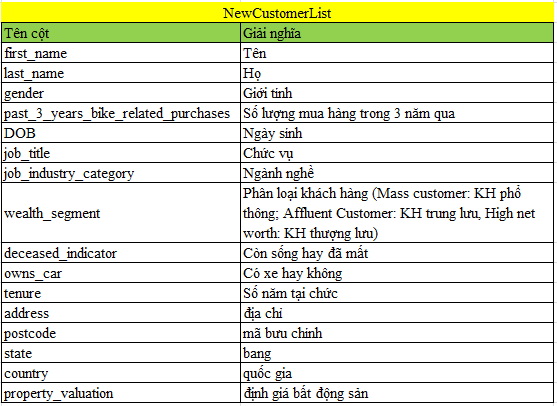 NewCustomerList
Tên cột Giải nghĩa
first_name Tên
last_name Họ
gender Giới tinh
past_3_years_bike_related_purchases Số lượng mua hàng trong 3 năm qua
DOB Ngày sinh
job_title Chức vụ
job_industry_category Ngành nghề
wealth_segment Phân loại khách hàng (Mass customer: KH phổ
thông; Affluent Customer: KH trung lưu, High net
worth: KH thượng lưu)
deceased_indicator Còn sống hay đã mất
owns_car Có xe hay không
tenure Số năm tại chức
address địa chỉ
postcode mã bưu chinh
state bang
country quốc gia
property_valuation định giá bất động sản